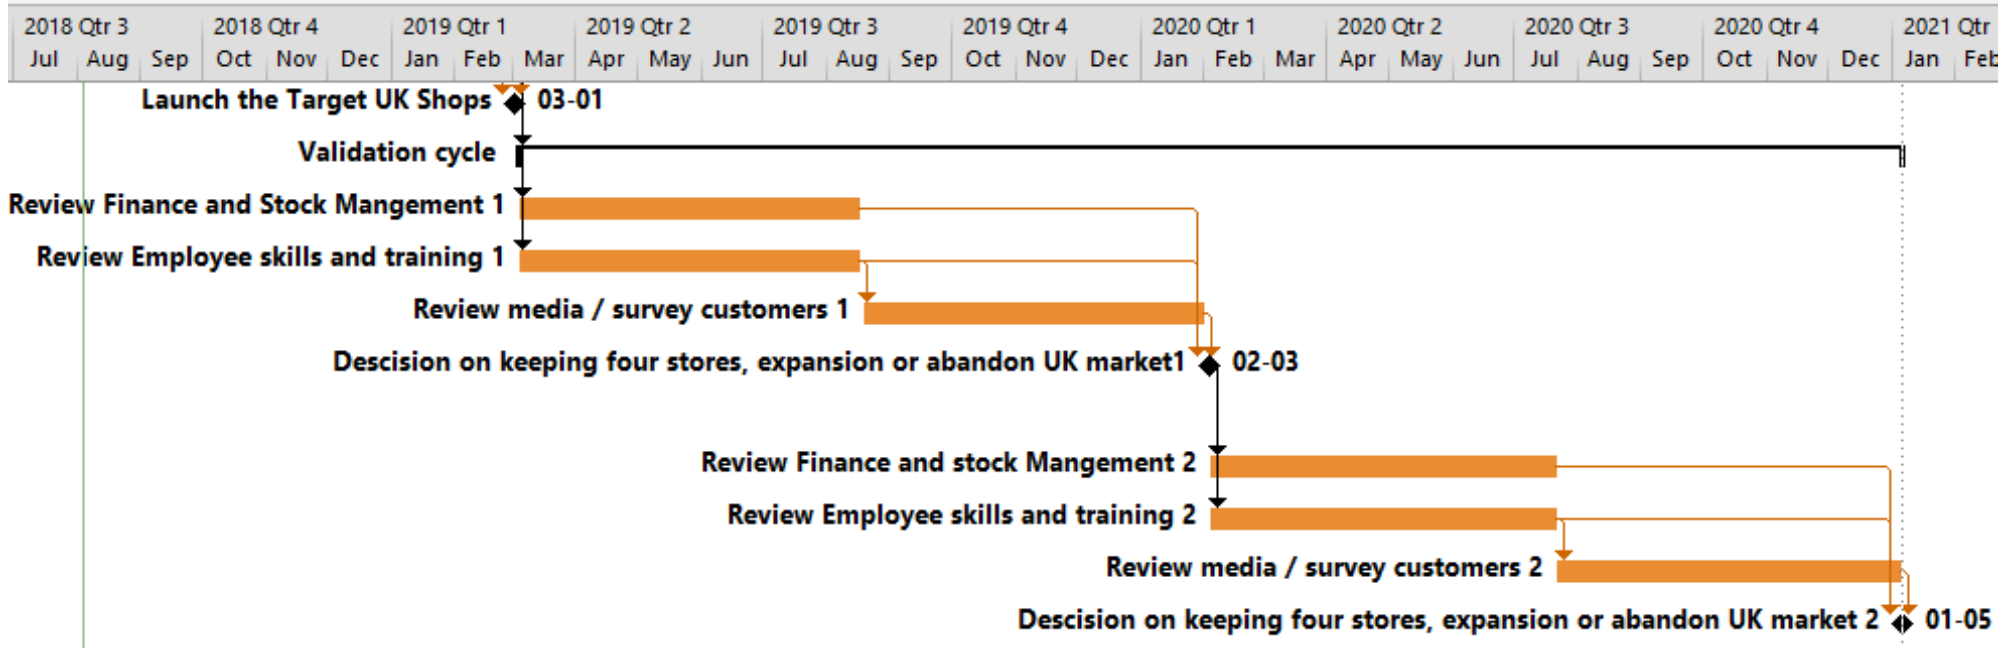 2018 Qtr 3 2018 Qtr 4 2019 Qtr 1 2019 Qtr 2 2019 Qtr 3 2019 Qtr 4 2020 Qtr 1 2020 Qtr 2 2020 Qtr 3 2020 Qtr 4 2021 Qtr
Jul Aug Sep Oct Nov Dec Jan Feb Mar Apr May Jun Jul Aug Sep Oct Nov Dec Jan Feb Mar Apr May Jun Jul Aug Sep Oct Nov Dec Jan Feb
Launch the Target UK Shops 03-01
Validation cycle
Review Finance and Stock Mangement 1
Review Employee skills and training 1
Review media / survey customers 1
Descision on keeping four stores, expansion or abandon UK market1 02-03
Review Finance and stock Mangement 2
Review Employee skills and training 2
Review media / survey customers 2
Descision on keeping four stores, expansion or abandon UK market 2 01-05